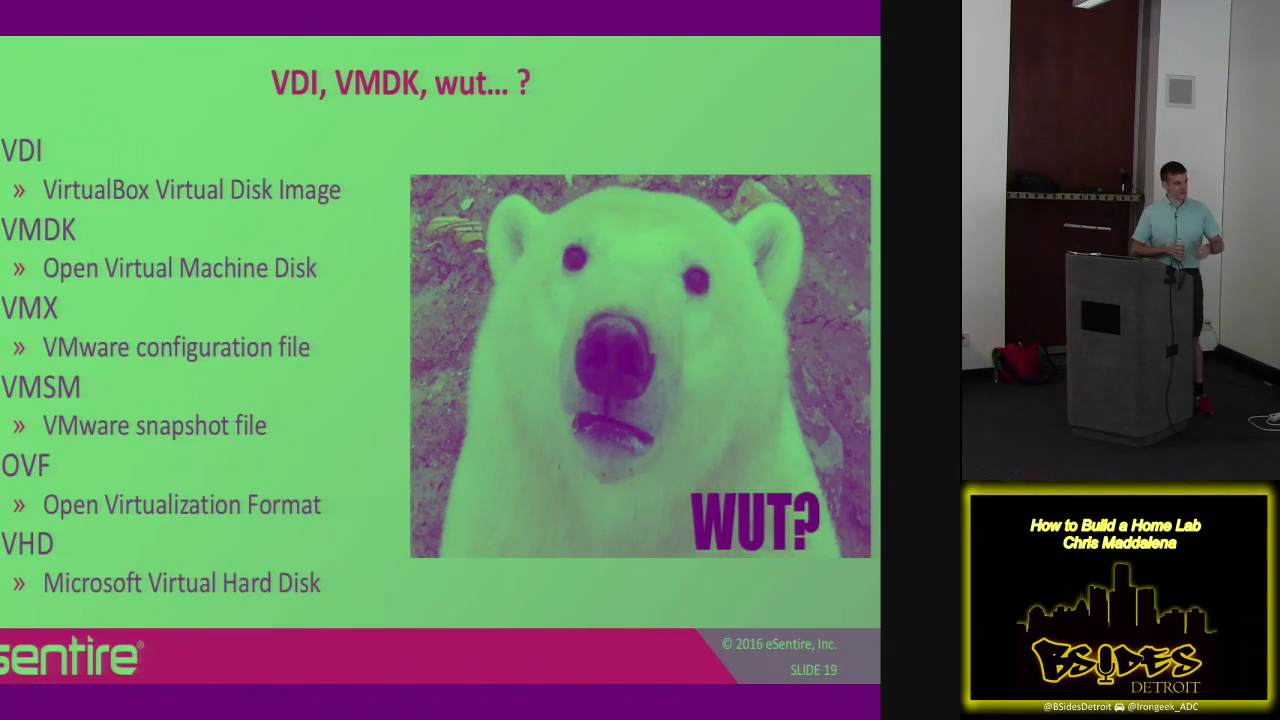 VDI, VMDK, wut... ?
VDI
» VirtualBox Virtual Disk Image
VMDK
» Open Virtual Machine Disk
VMX
» VMware configuration file
VMSM
» VMware snapshot file
OVF
» Open Virtualization Format
VHD
» Microsoft Virtual Hard Disk
WUT?
sentire®
© 2016 eSentire, Inc.
SLIDE 19
How to Build a Home Lab
Chris Maddalena
BSIDES
DETROIT
@BSidesDetroit @Irongeek_ADC